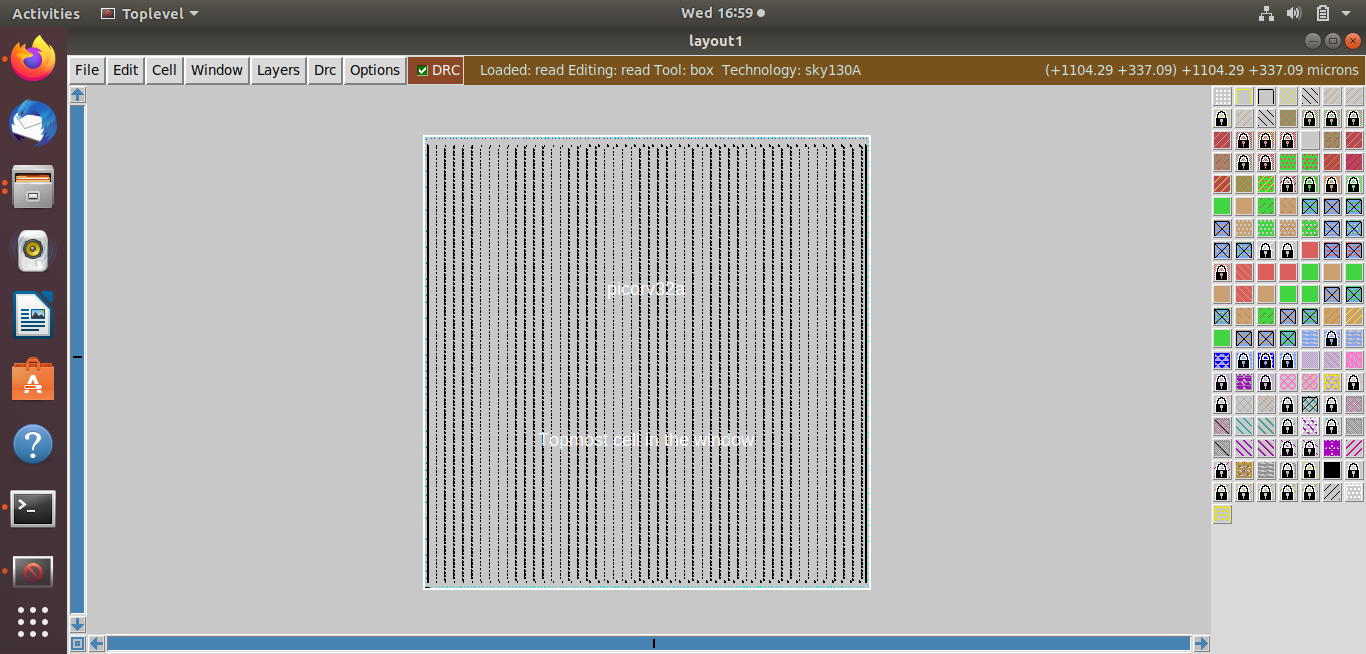 Activities Toplevel Wed 16:59
layout1
File Edit Cell Window Layers Drc Options DRC Loaded: read Editing: read Tool: box Technology: sky130A (+1104.29 +337.09) +1104.29 +337.09 microns
picorv32a
Topmost cell in the window